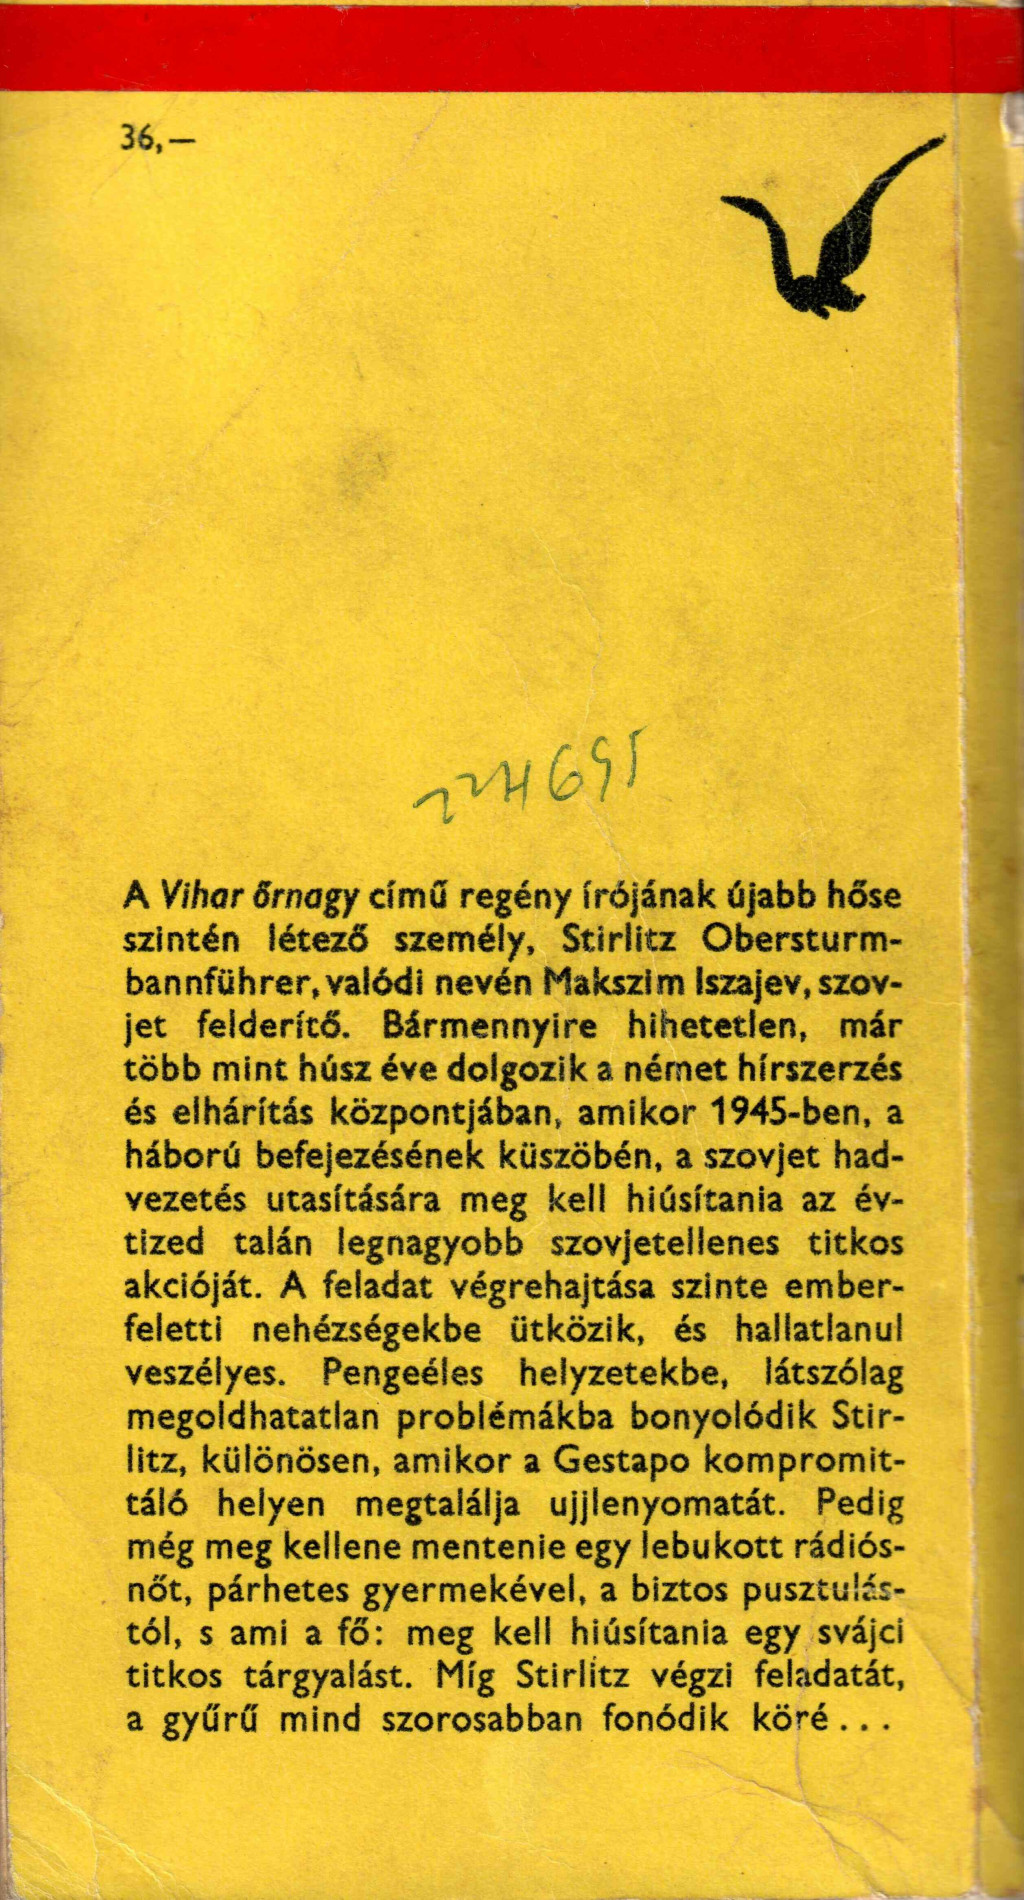 36,—
224691
A Vihar őrnagy című regény írójának újabb hőse
szintén létező személy, Stirlitz Obersturm-
bannführer, valódi nevén Makszim Iszajev, szov-
jet felderítő. Bármennyire hihetetlen, már
több mint húsz éve dolgozik a német hírszerzés
és elhárítás központjában, amikor 1945-ben, a
háború befejezésének küszöbén, a szovjet had-
vezetés utasítására meg kell hiúsítania az év-
tized talán legnagyobb szovjetellenes titkos
akcióját. A feladat végrehajtása szinte ember-
feletti nehézségekbe ütközik, és hallatlanul
veszélyes. Pengeéles helyzetekbe, látszólag
megoldhatatlan problémákba bonyolódik Stir-
litz, különösen, amikor a Gestapo kompromit-
táló helyen megtalálja ujjlenyomatát. Pedig
még meg kellene mentenie egy lebukott rádiós-
nőt, párhetes gyermekével, a biztos pusztulás-
tól, s ami a fő: meg kell hiúsítania egy svájci
titkos tárgyalást. Míg Stirlitz végzi feladatát,
a gyűrű mind szorosabban fonódik köré...